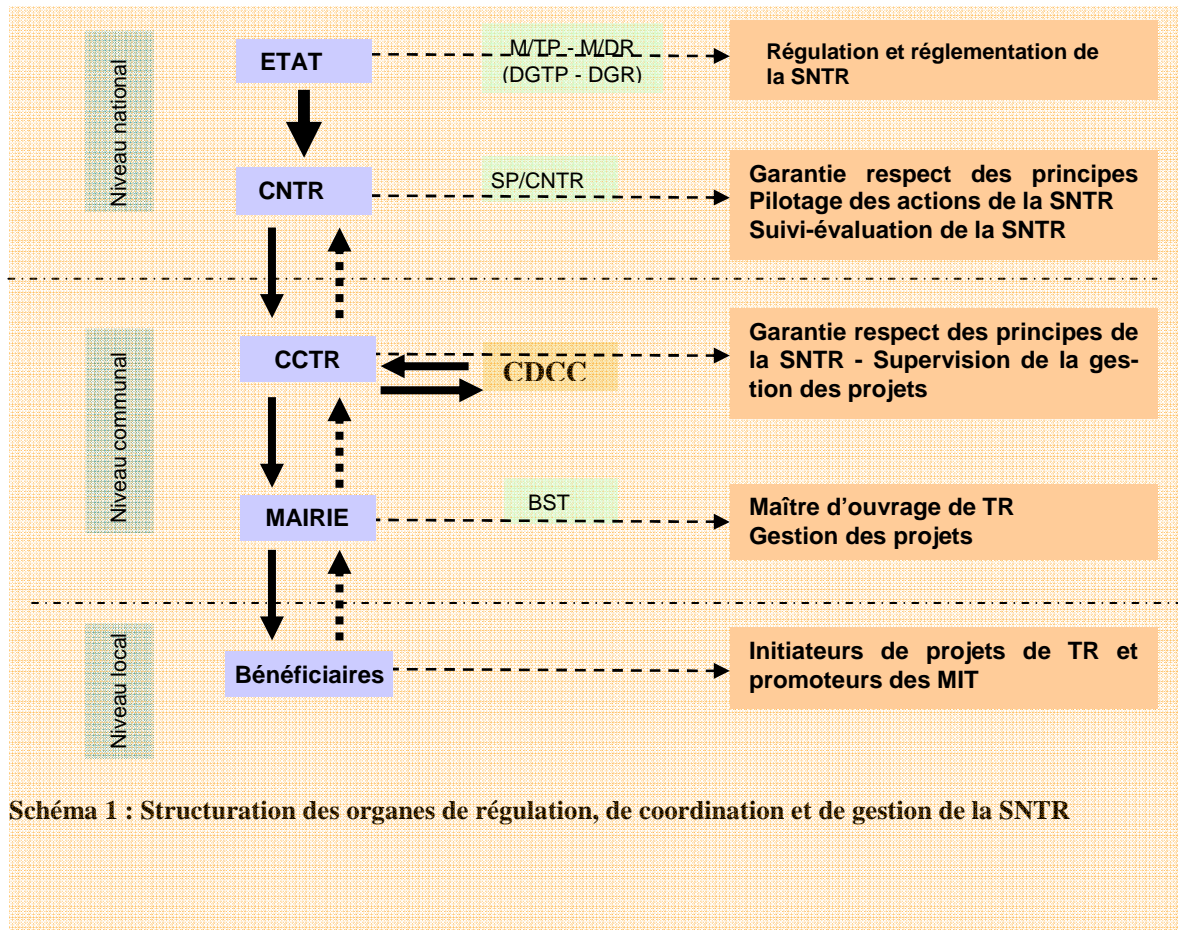 Niveau national
ETAT
M/TP - M/DR
(DGTP - DGR)
Régulation et réglementation de
la SNTR
CNTR
SP/CNTR
Garantie respect des principes
Pilotage des actions de la SNTR
Suivi-évaluation de la SNTR
Niveau communal
CCTR
CDCC
Garantie respect des principes de
la SNTR - Supervision de la ges-
tion des projets
MAIRIE
BST
Maître d'ouvrage de TR
Gestion des projets
Niveau local
Bénéficiaires
Initiateurs de projets de TR et
promoteurs des MIT
Schéma 1 : Structuration des organes de régulation, de coordination et de gestion de la SNTR